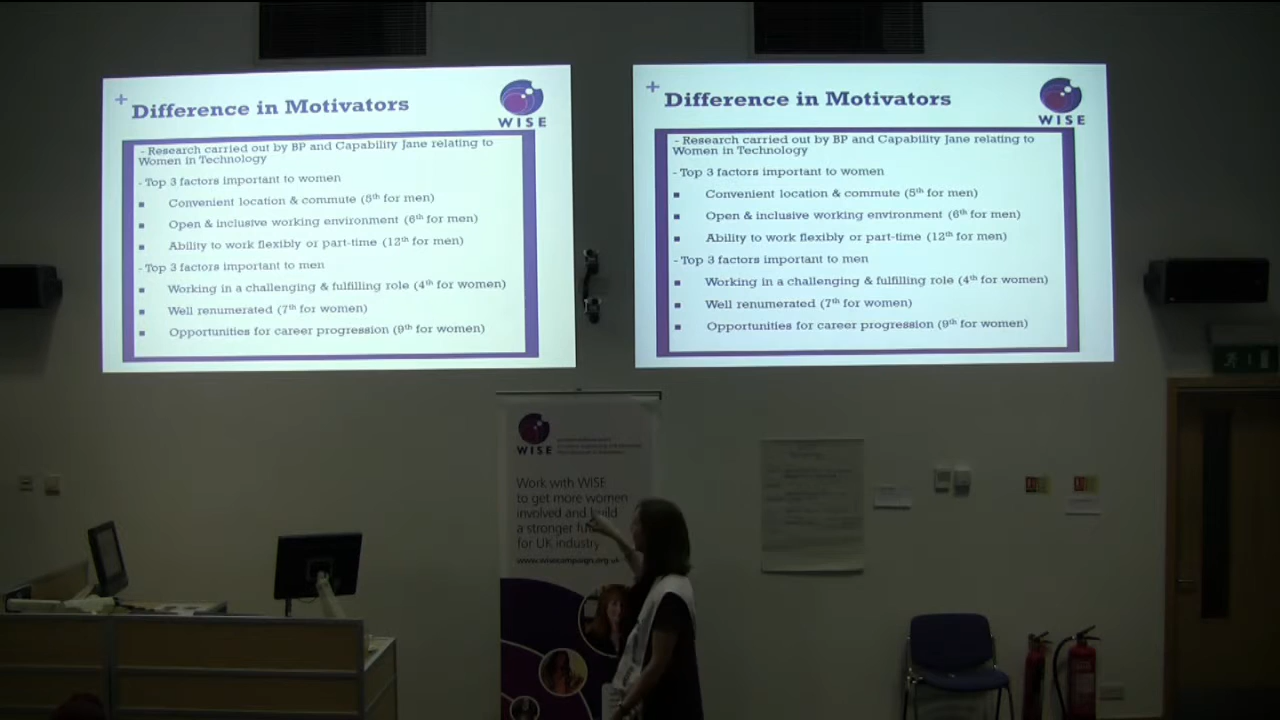 + Difference in Motivators
WISE
- Research carried out by BP and Capability Jane relating to
Women in Technology
- Top 3 factors important to women
■ Convenient location & commute (5th for men)
■ Open & inclusive working environment (6th for men)
■ Ability to work flexibly or part-time (12th for men)
- Top 3 factors important to men
■ Working in a challenging & fulfilling role (4th for women)
■ Well renumerated (7th for women)
■ Opportunities for career progression (9th for women)
+ Difference in Motivators
WISE
- Research carried out by BP and Capability Jane relating to
Women in Technology
- Top 3 factors important to women
■ Convenient location & commute (5th for men)
■ Open & inclusive working environment (6th for men)
■ Ability to work flexibly or part-time (12th for men)
- Top 3 factors important to men
■ Working in a challenging & fulfilling role (4th for women)
■ Well renumerated (7th for women)
■ Opportunities for career progression (9th for women)
WISE
Work with WISE
to get more women
involved and build
a stronger
for UK industry
www.wisecampaign.org.uk